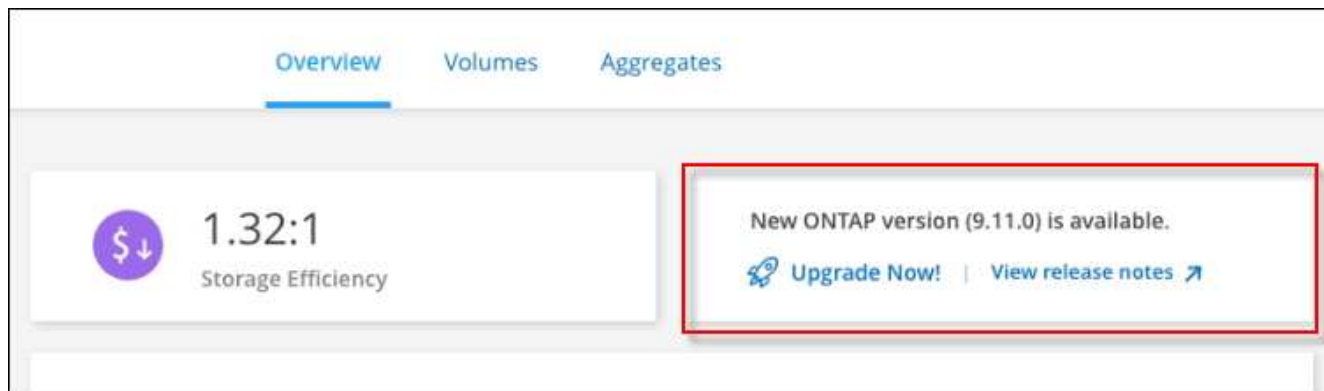 Overview Volumes Aggregates
1.32:1
Storage Efficiency
New ONTAP version (9.11.0) is available.
Upgrade Now! | View release notes